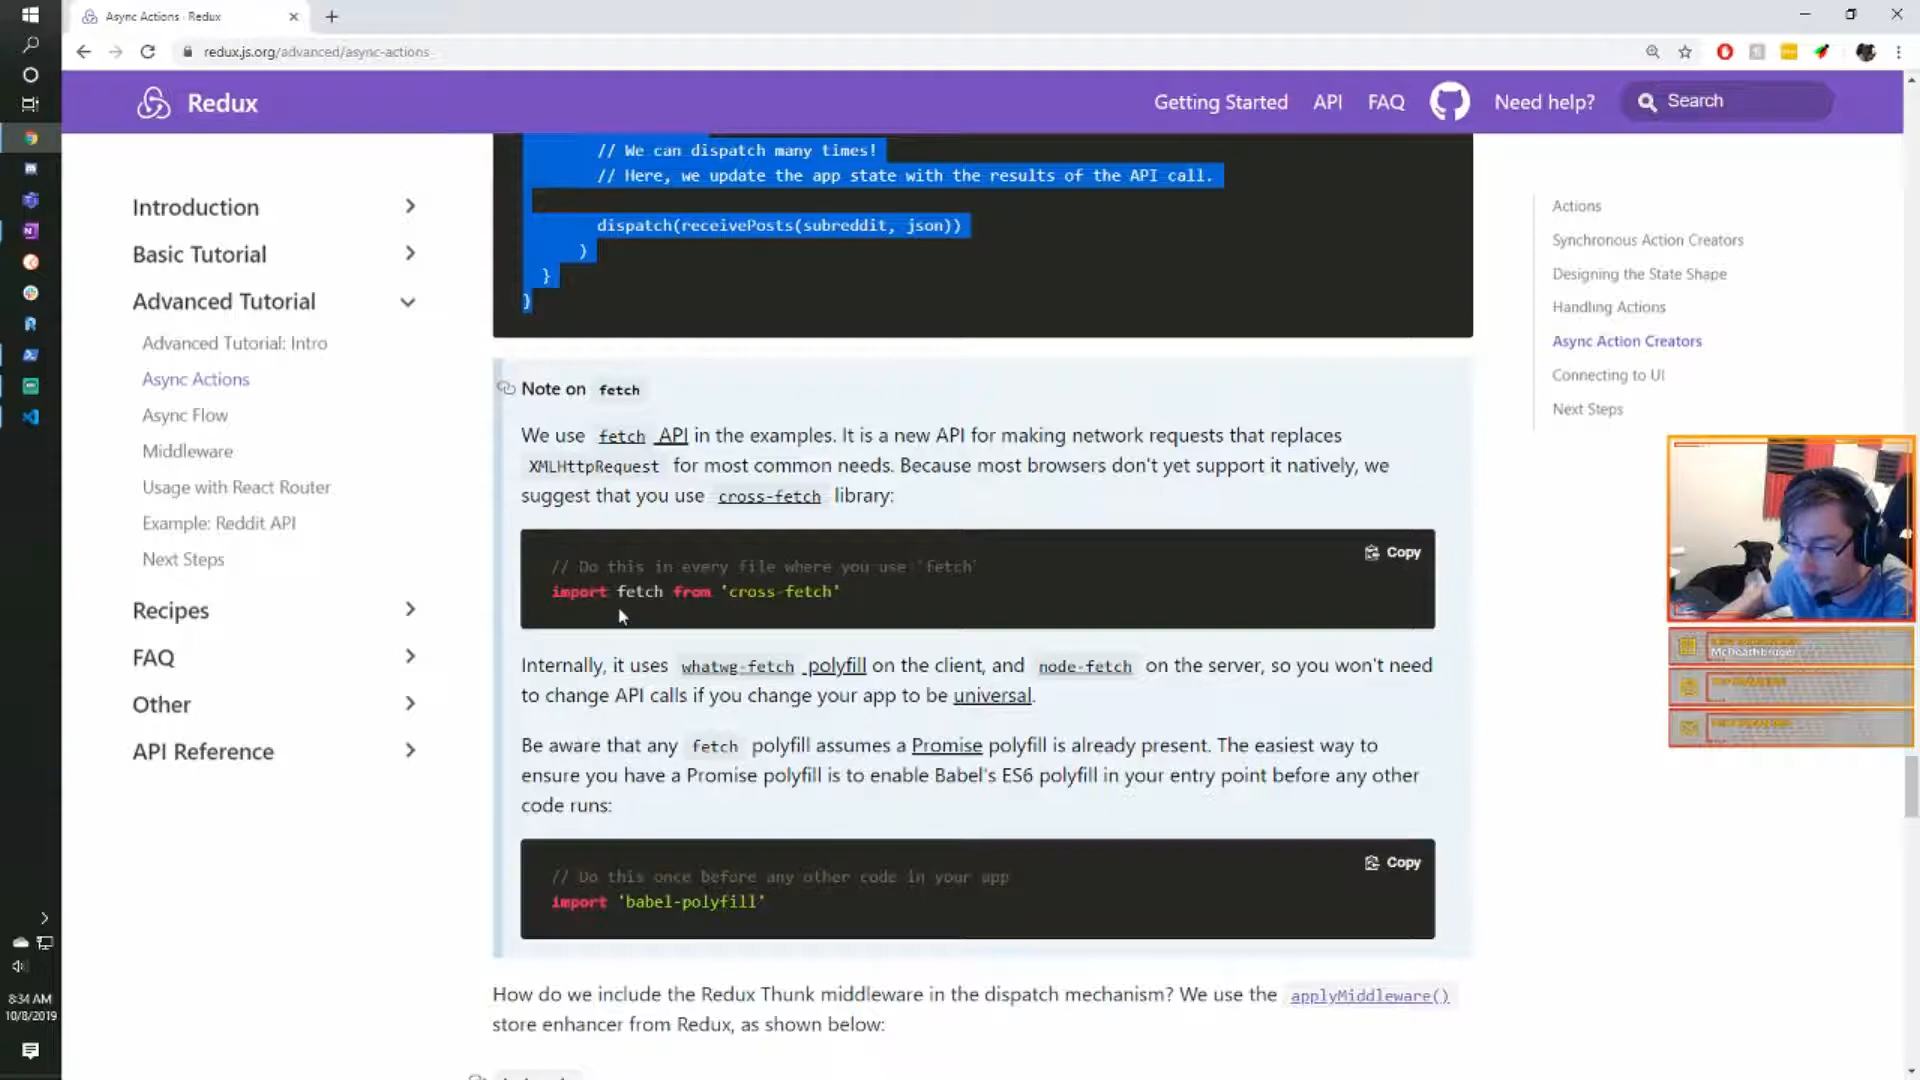 Async Actions · Redux
redux.js.org/advanced/async-actions
Redux
Getting Started
API
FAQ
Need help?
Search
Introduction
Basic Tutorial
Advanced Tutorial
Advanced Tutorial: Intro
Async Actions
Async Flow
Middleware
Usage with React Router
Example: Reddit API
Next Steps
Recipes
FAQ
Other
API Reference
// We can dispatch many times!
// Here, we update the app state with the results of the API call.
dispatch(receivePosts(subreddit, json))
)
}
}
Note on fetch
We use fetch API in the examples. It is a new API for making network requests that replaces
XMLHttpRequest for most common needs. Because most browsers don't yet support it natively, we
suggest that you use cross-fetch library:
Copy
// Do this in every file where you use `fetch`
import fetch from 'cross-fetch'
Internally, it uses whatwg-fetch polyfill on the client, and node-fetch on the server, so you won't need
to change API calls if you change your app to be universal.
Be aware that any fetch polyfill assumes a Promise polyfill is already present. The easiest way to
ensure you have a Promise polyfill is to enable Babel's ES6 polyfill in your entry point before any other
code runs:
Copy
// Do this once before any other code in your app
import 'babel-polyfill'
How do we include the Redux Thunk middleware in the dispatch mechanism? We use the applyMiddleware()
store enhancer from Redux, as shown below:
Actions
Synchronous Action Creators
Designing the State Shape
Handling Actions
Async Action Creators
Connecting to UI
Next Steps
8:34 AM
10/8/2019